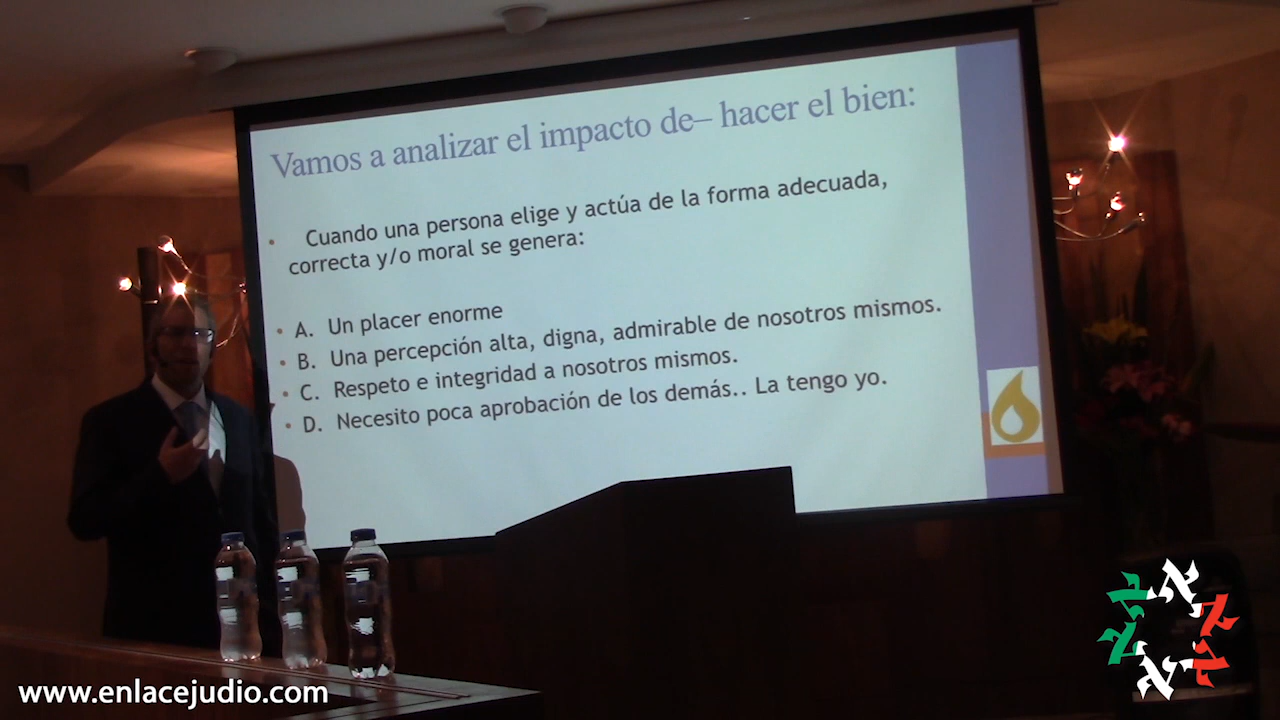 Vamos a analizar el impacto de– hacer el bien:
• Cuando una persona elige y actúa de la forma adecuada,
correcta y/o moral se genera:
• A. Un placer enorme
• B. Una percepción alta, digna, admirable de nosotros mismos.
• C. Respeto e integridad a nosotros mismos.
• D. Necesito poca aprobación de los demás.. La tengo yo.
www.enlacejudio.com